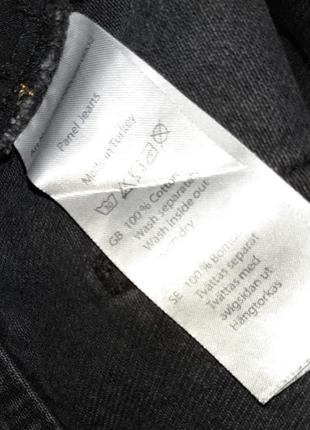 Panel Jeans
Made in Turkey
GB 100% Cotton
Wash separately
Wash inside out
dry
SE 100% Bomull
Tvättas separat
Tvättas med
avigsidan ut
Hängtorkas